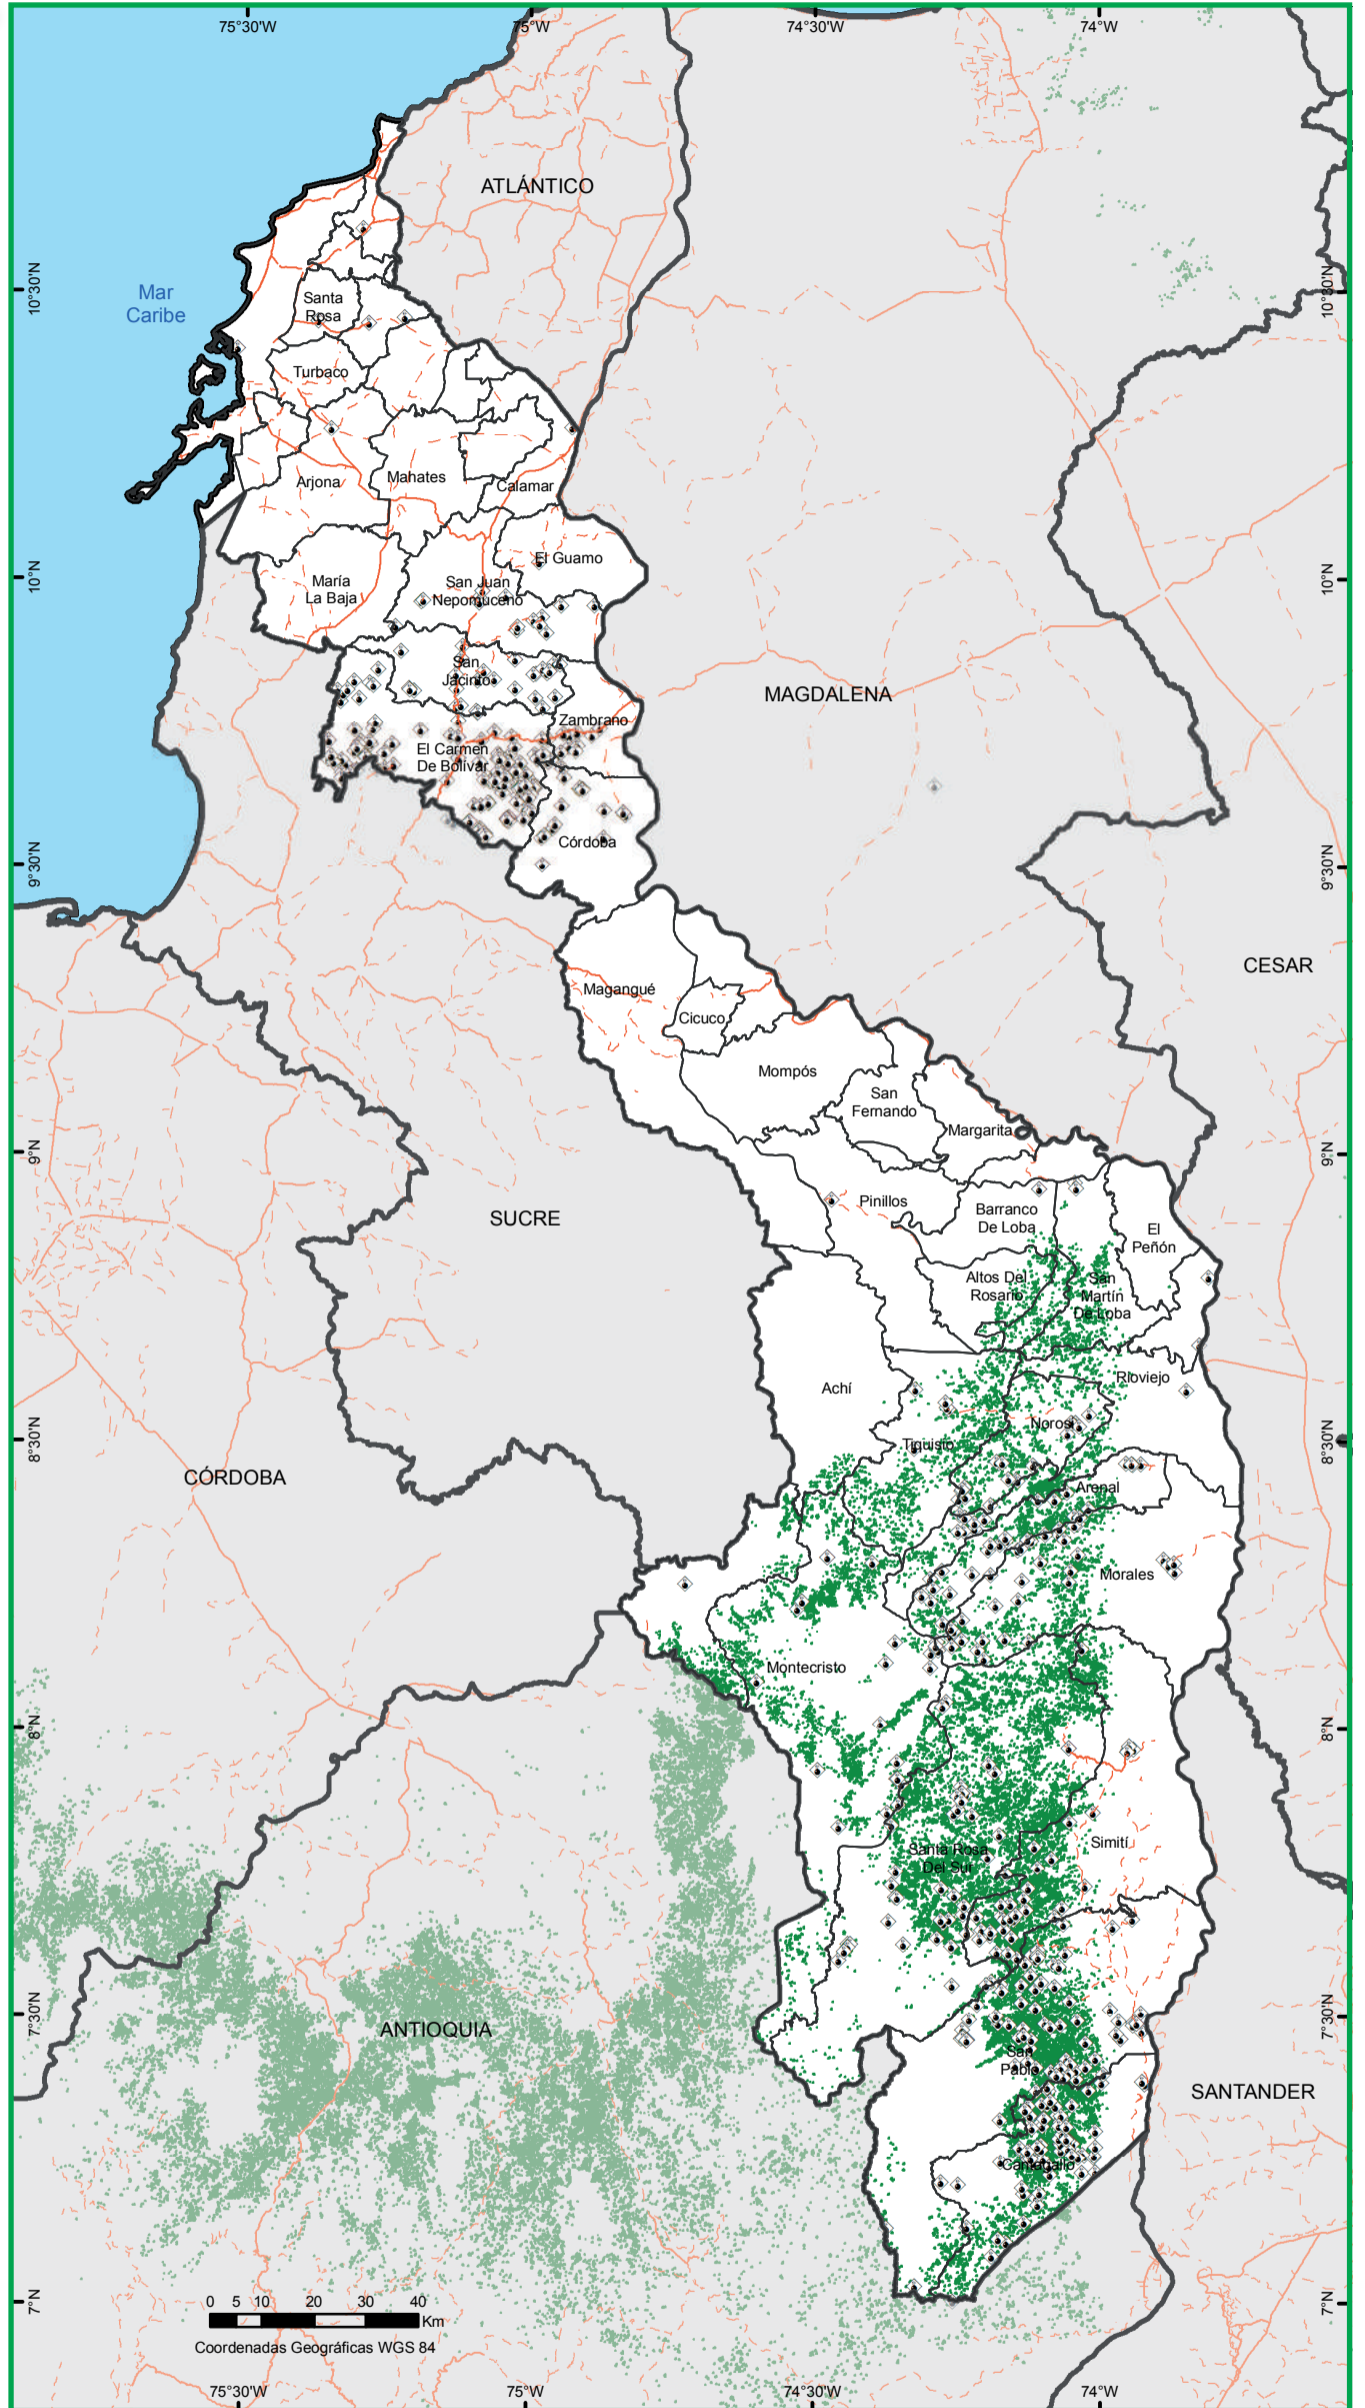 75°30'W
75°W
74°30'W
74°W
ATLÁNTICO
10°30'N
10°30'N
Mar
Caribe
Santa
Rosa
Turbaco
Arjona
Mahates
Calamar
El Guamo
10°N
10°N
María
La Baja
San Juan
Nepomuceno
San
Jacinto
MAGDALENA
Zambrano
El Carmen
De Bolívar
Córdoba
9°30'N
9°30'N
CESAR
Magangué
Cicuco
Mompós
San
Fernando
Margarita
9°N
9°N
Pinillos
Barranco
De Loba
SUCRE
El
Peñón
Altos Del
Rosario
San
Martín
De Loba
Achí
Rioviejo
Noros
Tiquisio
8°30'N
8°30'N
CÓRDOBA
Arenal
Morales
Montecristo
8°N
8°N
Simití
Santa Rosa
Del Sur
7°30'N
7°30'N
ANTIOQUIA
San
Pablo
SANTANDER
Cantagallo
7°N
7°N
0 5 10 20 30 40
Km
Coordenadas Geográficas WGS 84
75°30'W
75°W
74°30'W
74°W